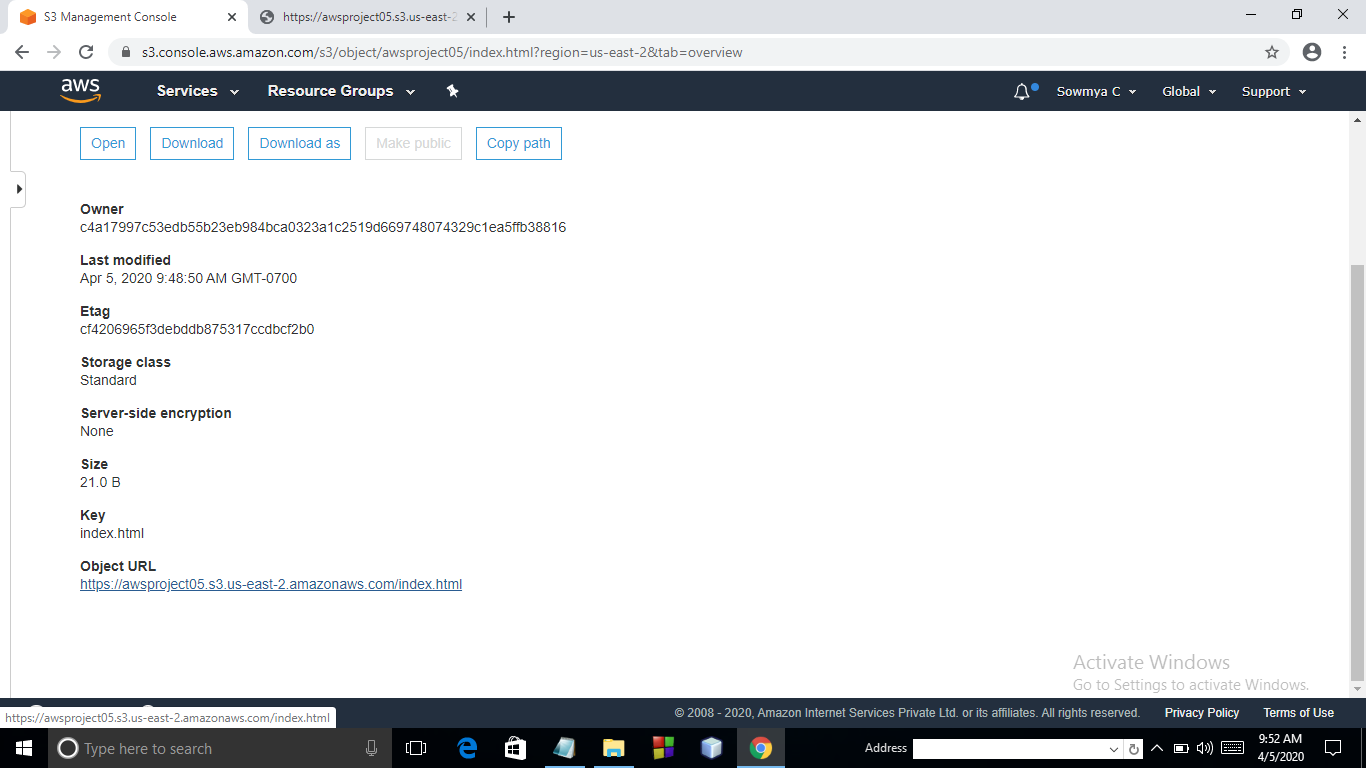 S3 Management Console
https://awsproject05.s3.us-east-2
s3.console.aws.amazon.com/s3/object/awsproject05/index.html?region=us-east-2&tab=overview
aws
Services
Resource Groups
Sowmya C
Global
Support
Open
Download
Download as
Make public
Copy path
Owner
c4a17997c53edb55b23eb984bca0323a1c2519d669748074329c1ea5ffb38816
Last modified
Apr 5, 2020 9:48:50 AM GMT-0700
Etag
cf4206965f3debddb875317ccdbcf2b0
Storage class
Standard
Server-side encryption
None
Size
21.0 B
Key
index.html
Object URL
https://awsproject05.s3.us-east-2.amazonaws.com/index.html
Activate Windows
Go to Settings to activate Windows.
https://awsproject05.s3.us-east-2.amazonaws.com/index.html
© 2008 - 2020, Amazon Internet Services Private Ltd. or its affiliates. All rights reserved.
Privacy Policy
Terms of Use
Type here to search
Address
9:52 AM
4/5/2020